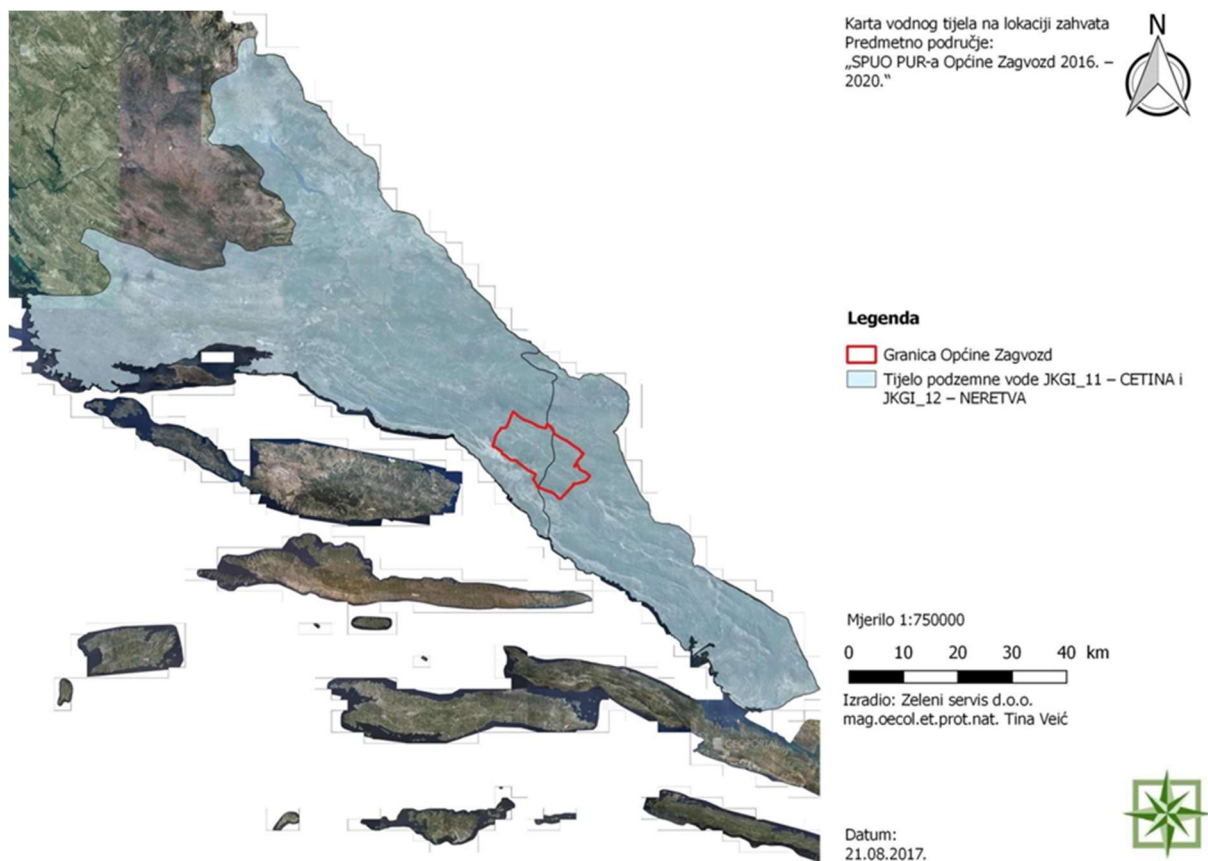 Karta vodnog tijela na lokaciji zahvata
Predmetno područje:
„SPUO PUR-a Općine Zagvozd 2016. –
2020.“
N
Legenda
Granica Općine Zagvozd
Tijelo podzemne vode JKGI_11 – CETINA i
JKGI_12 – NERETVA
Mjerilo 1:750000
0 10 20 30 40 km
Izradio: Zeleni servis d.o.o.
mag.oecol.et.prot.nat. Tina Veić
Datum:
21.08.2017.